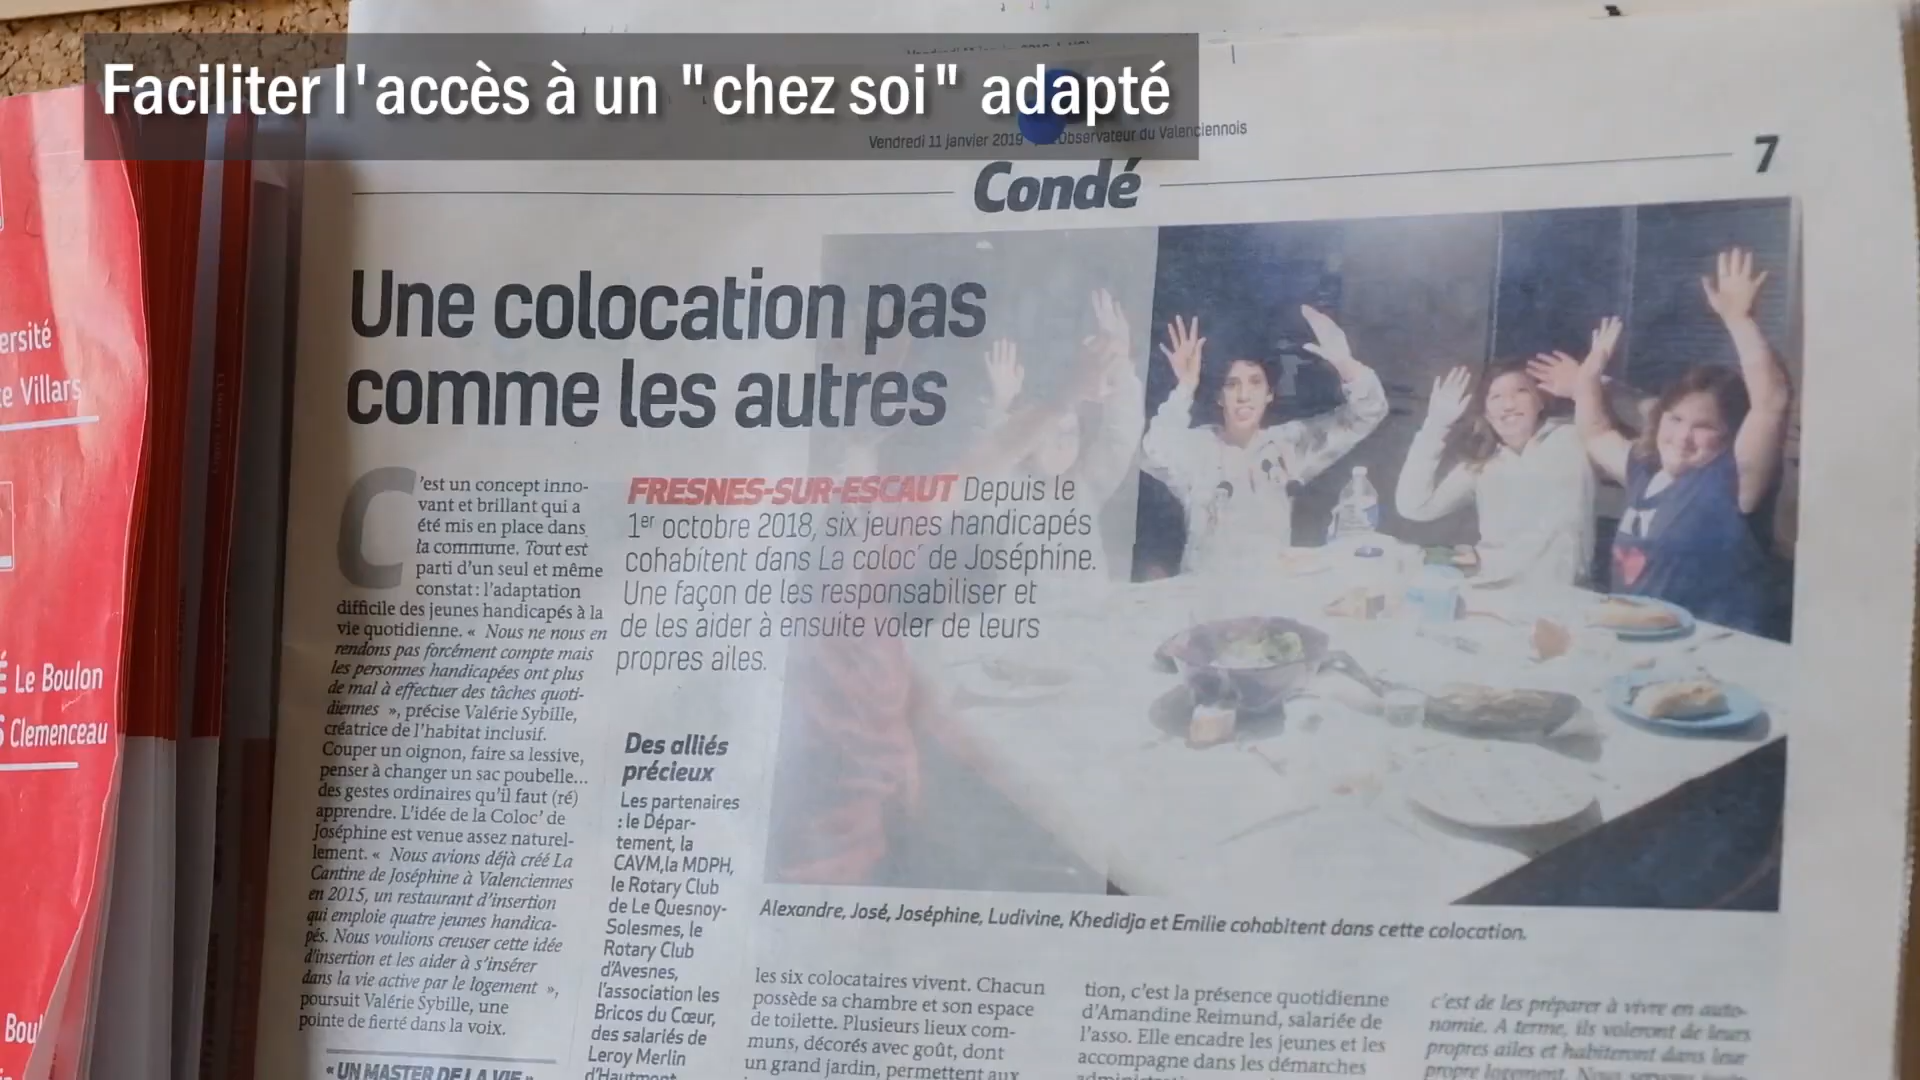 Faciliter l'accès à un "chez soi" adapté
Vendredi 11 janvier 2019 Observateur du Valenciennois
7
Condé
Une colocation pas
comme les autres
C'est un concept inno-
vant et brillant qui a
été mis en place dans
la commune. Tout est
parti d'un seul et même
constat : l'adaptation
difficile des jeunes handicapés à la
vie quotidienne. « Nous ne nous en
rendons pas forcément compte mais
les personnes handicapées ont plus
de mal à effectuer des tâches quoti-
diennes », précise Valérie Sybille,
créatrice de l'habitat inclusif.
Couper un oignon, faire sa lessive,
penser à changer un sac poubelle...
des gestes ordinaires qu'il faut (ré)
apprendre. L'idée de la Coloc' de
Joséphine est venue assez naturel-
lement. « Nous avions déjà créé La
Cantine de Joséphine à Valenciennes
en 2015, un restaurant d'insertion
qui emploie quatre jeunes handica-
pés. Nous voulions creuser cette idée
d'insertion et les aider à s'insérer
dans la vie active par le logement »,
poursuit Valérie Sybille, une
pointe de fierté dans la voix.
« UN MASTER DE LA VIE »
FRESNES-SUR-ESCAUT Depuis le
1er octobre 2018, six jeunes handicapés
cohabitent dans La coloc' de Joséphine.
Une façon de les responsabiliser et
de les aider à ensuite voler de leurs
propres ailes.
Des alliés
précieux
Les partenaires
: le Dépar-
tement, la
CAVM,la MDPH,
le Rotary Club
de Le Quesnoy-
Solesmes, le
Rotary Club
d'Avesnes,
l'association les
Bricos du Cœur,
des salariés de
Leroy Merlin
d'Hautmont
Alexandre, José, Joséphine, Ludivine, Khedidja et Emilie cohabitent dans cette colocation.
les six colocataires vivent. Chacun
possède sa chambre et son espace
de toilette. Plusieurs lieux com-
muns, décorés avec goût, dont
un grand jardin, permettent aux
tion, c'est la présence quotidienne
d'Amandine Reimund, salariée de
l'asso. Elle encadre les jeunes et les
accompagne dans les démarches
c'est de les préparer à vivre en auto-
nomie. A terme, ils voleront de leurs
propres ailes et habiteront dans leur
propre logement. Nous
ersité
e Villars
Le Boulon
Clemenceau
Boul